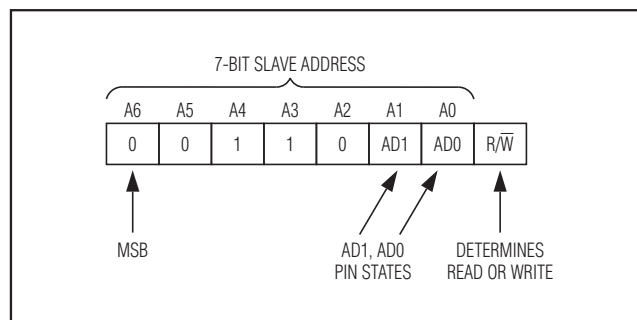 7-BIT SLAVE ADDRESS
A6 A5 A4 A3 A2 A1 A0
0 0 1 1 0 AD1 AD0 R/W̅
MSB AD1, AD0 DETERMINES
PIN STATES READ OR WRITE